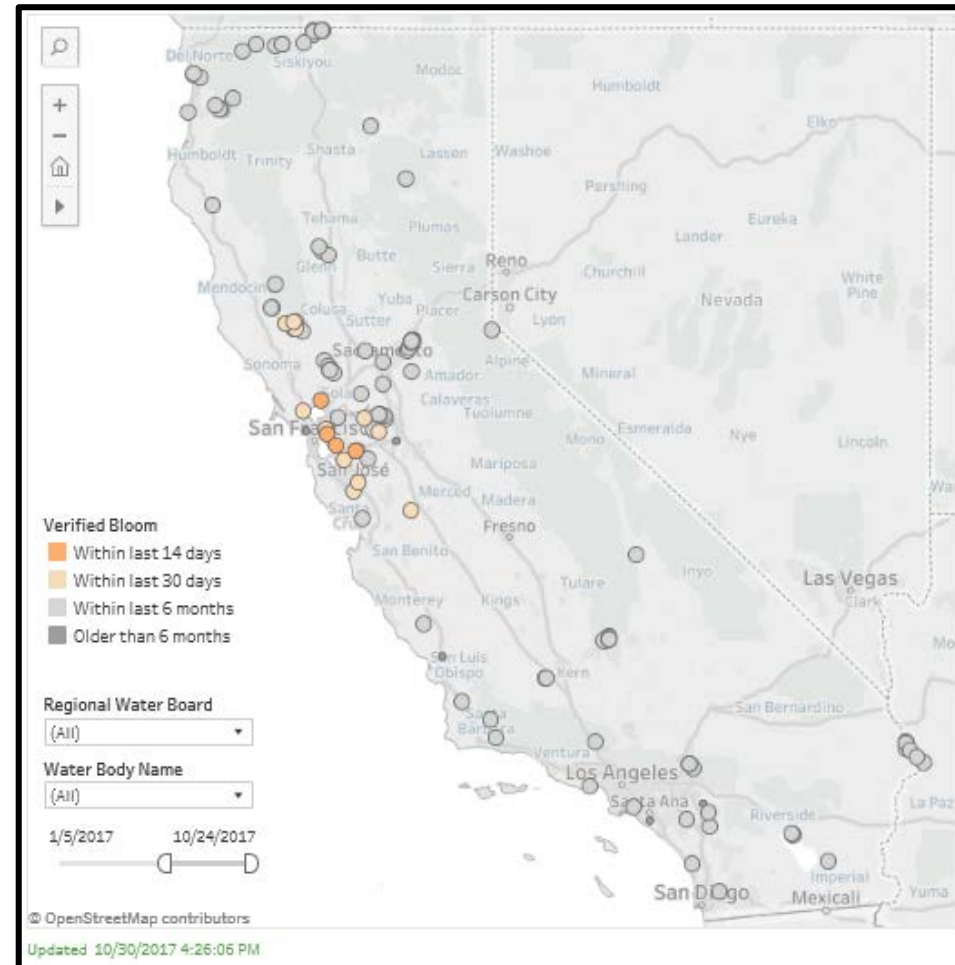 Del Norte
Siskiyou
Modoc
Humboldt
Elko
Humboldt
Trinity
Shasta
Lassen
Washoe
Pershing
Tehama
Plumas
Eureka
Lander
Glenn
Butte
Sierra
Reno
Churchill
White
Pine
Mendocin
Colusa
Yuba
Placer
Carson City
Nevada
Sutter
Lyon
Sonoma
Sacramento
Alpine
Amador
Mineral
Calaveras
Tuolumne
San Francisco
Mono
Esmeralda
Nye
Lincoln
San José
Mariposa
Merced
Madera
Santa
Cruz
Fresno
San Benito
Inyo
Las Vegas
Clark
Monterey
Kings
Tulare
San Luis
Obispo
Kern
San Bernardino
Santa
Barbara
Ventura
Los Angeles
Santa Ana
Riverside
La Paz
Imperial
San Diego
Mexicali
Yuma
Verified Bloom
Within last 14 days
Within last 30 days
Within last 6 months
Older than 6 months
Regional Water Board
(All)
Water Body Name
(All)
1/5/2017 10/24/2017
© OpenStreetMap contributors
Updated 10/30/2017 4:26:06 PM